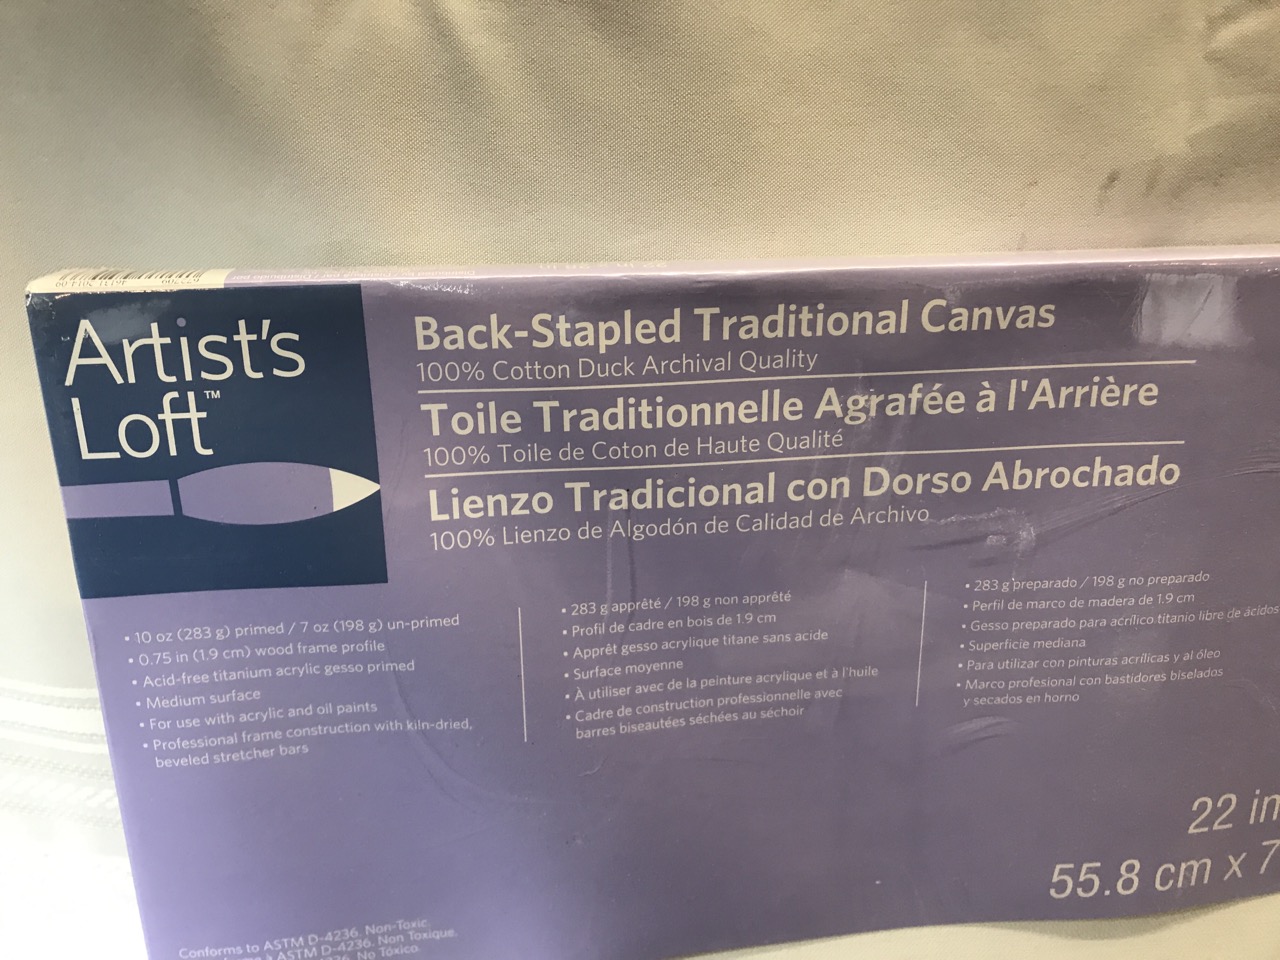 Artist's
Loft™
Back-Stapled Traditional Canvas
100% Cotton Duck Archival Quality
Toile Traditionnelle Agrafée à l'Arrière
100% Toile de Coton de Haute Qualité
Lienzo Tradicional con Dorso Abrochado
100% Lienzo de Algodón de Calidad de Archivo
• 10 oz (283 g) primed / 7 oz (198 g) un-primed
• 0.75 in (1.9 cm) wood frame profile
• Acid-free titanium acrylic gesso primed
• Medium surface
• For use with acrylic and oil paints
• Professional frame construction with kiln-dried,
beveled stretcher bars
• 283 g apprêté / 198 g non apprêté
• Profil de cadre en bois de 1.9 cm
• Apprêt gesso acrylique titane sans acide
• Surface moyenne
• À utiliser avec de la peinture acrylique et à l'huile
• Cadre de construction professionnelle avec
barres biseautées séchées au séchoir
• 283 g preparado / 198 g no preparado
• Perfil de marco de madera de 1.9 cm
• Gesso preparado para acrílico titanio libre de ácidos
• Superficie mediana
• Para utilizar con pinturas acrílicas y al óleo
• Marco profesional con bastidores biselados
y secados en horno
22 in
55.8 cm x 7
Conforms to ASTM D-4236. Non-Toxic.
à ASTM D-4236. Non Toxique.
No Tóxico.